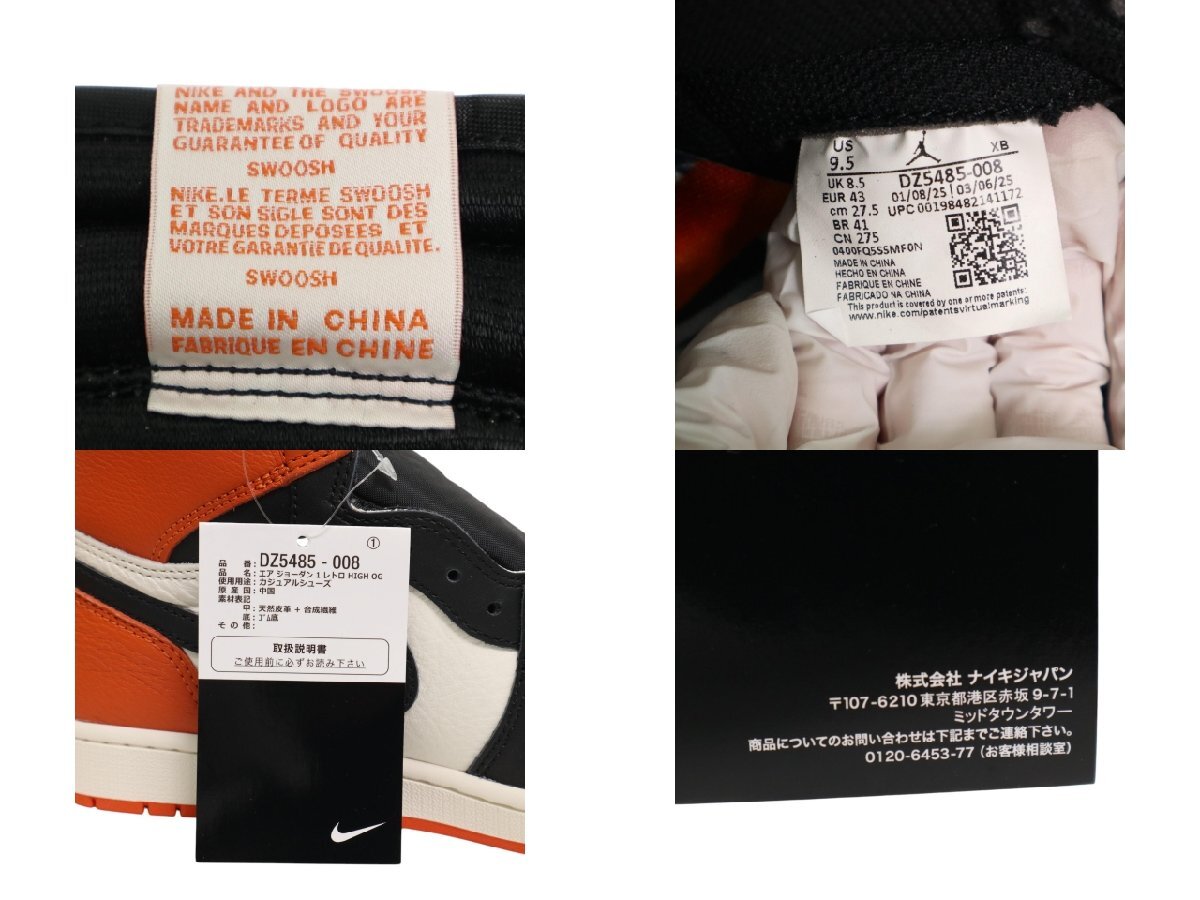 NIKE AND THE SWOOSH
NAME AND LOGO ARE
TRADEMARKS AND YOUR
GUARANTEE OF QUALITY
SWOOSH
NIKE.LE TERME SWOOSH
ET SON SIGLE SONT DES
MARQUES DEPOSEES ET
VOTRE GARANTIE DE QUALITE.
SWOOSH
MADE IN CHINA
FABRIQUE EN CHINE
US
9.5
XB
UK 8.5
EUR 43
cm 27.5
BR 41
CN 275
DZ5485-008
01/08/25 03/06/25
UPC 00198482141172
0400FQ5SSMF0N
MADE IN CHINA
HECHO EN CHINA
FABRIQUE EN CHINE
FABRICADO NA CHINA
This product is covered by one or more patents:
www.nike.com/patentsvirtualmarking
①
品番:DZ5485-008
品名:エア ジョーダン 1 レトロ HIGH OG
使用用途:カジュアルシューズ
原産国:中国
素材表記
甲:天然皮革+合成繊維
底:ゴム底
その他:
取扱説明書
ご使用前に必ずお読み下さい
株式会社 ナイキジャパン
〒107-6210 東京都港区赤坂 9-7-1
ミッドタウンタワー
商品についてのお問い合わせは下記までご連絡下さい。
0120-6453-77 (お客様相談室)